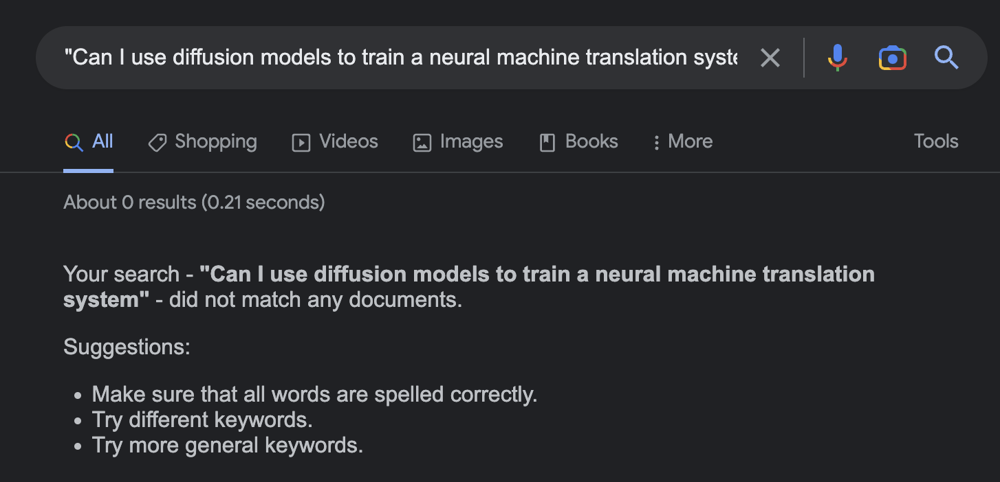 "Can I use diffusion models to train a neural machine translation syste
All Shopping Videos Images Books More Tools
About 0 results (0.21 seconds)
Your search - "Can I use diffusion models to train a neural machine translation
system" - did not match any documents.
Suggestions:
Make sure that all words are spelled correctly.
Try different keywords.
Try more general keywords.